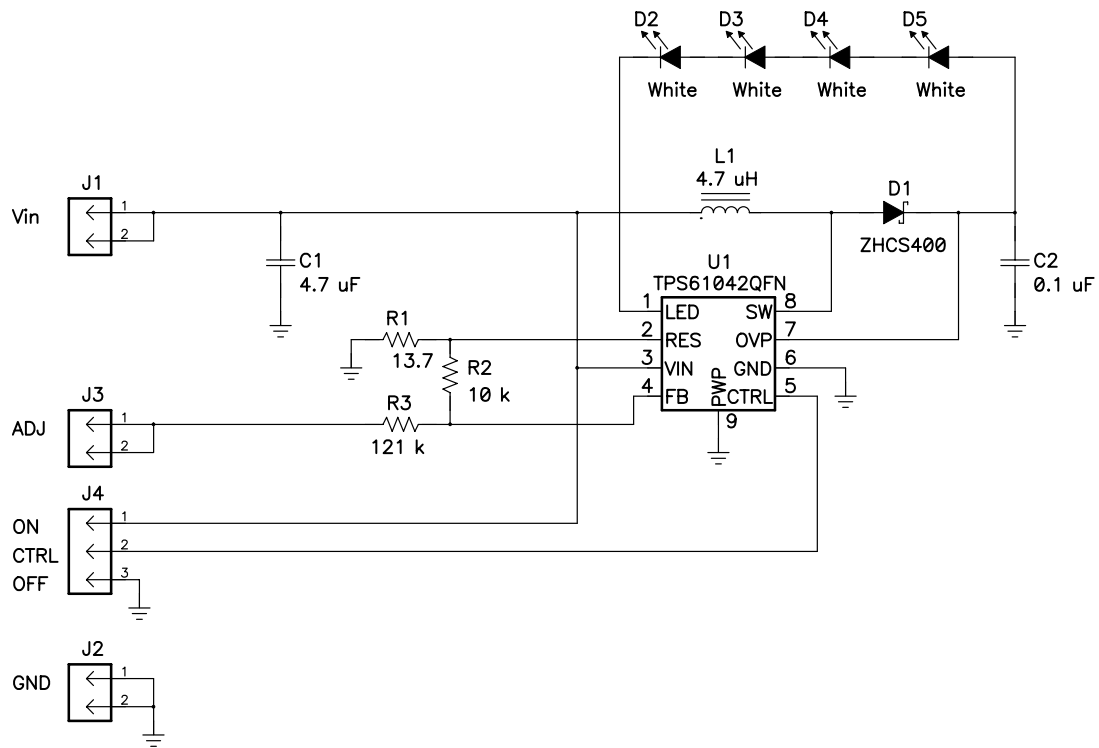 D2
D3
D4
D5
White
White
White
White
L1
4.7 uH
D1
ZHCS400
J1
Vin
1
2
C1
4.7 uF
C2
0.1 uF
U1
TPS61042QFN
1
LED
SW
8
2
RES
OVP
7
3
VIN
GND
6
4
FB
CTRL
5
PWP
9
R1
13.7
R2
10 k
R3
121 k
J3
ADJ
1
2
J4
ON
1
CTRL
2
OFF
3
J2
GND
1
2